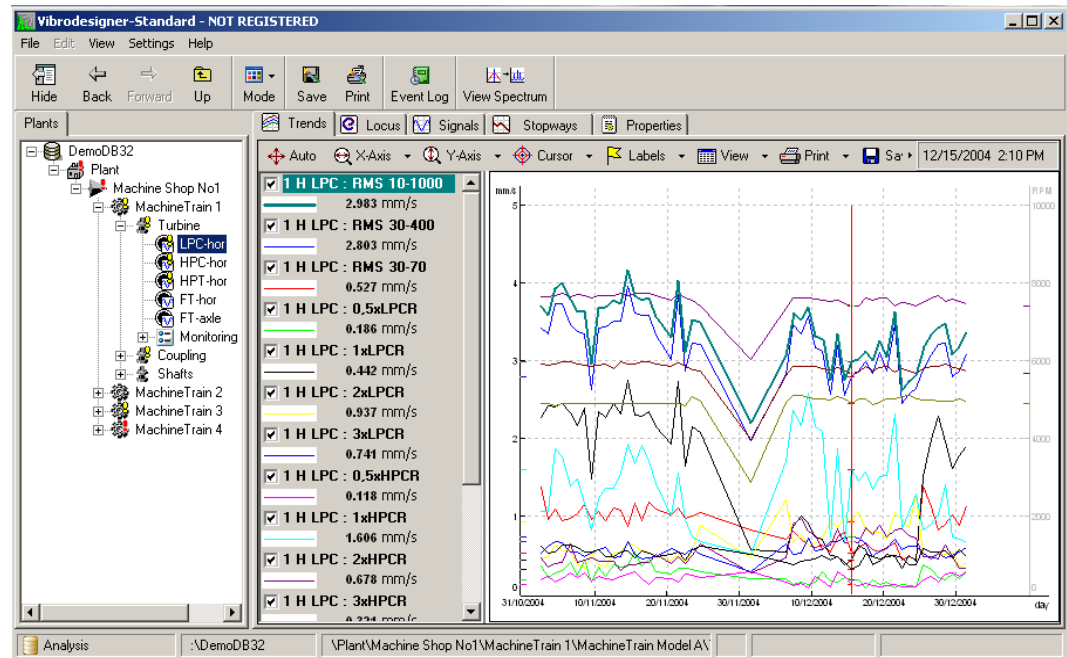 Vibrodesigner-Standard - NOT REGISTERED
File Edit View Settings Help
Hide Back Forward Up Mode Save Print Event Log View Spectrum
Plants
Trends Locus Signals Stopways Properties
Auto X-Axis Y-Axis Cursor Labels View Print 12/15/2004 2:10 PM
DemoDB32
Plant
Machine Shop No1
MachineTrain 1
Turbine
LPC-hor
HPC-hor
HPT-hor
FT-hor
FT-axle
Monitoring
Coupling
Shafts
MachineTrain 2
MachineTrain 3
MachineTrain 4
1 H LPC : RMS 10-1000
2.983 mm/s
1 H LPC : RMS 30-400
2.803 mm/s
1 H LPC : RMS 30-70
0.527 mm/s
1 H LPC : 0,5xLPCR
0.186 mm/s
1 H LPC : 1xLPCR
0.442 mm/s
1 H LPC : 2xLPCR
0.937 mm/s
1 H LPC : 3xLPCR
0.741 mm/s
1 H LPC : 0,5xHPCR
0.118 mm/s
1 H LPC : 1xHPCR
1.606 mm/s
1 H LPC : 2xHPCR
0.678 mm/s
1 H LPC : 3xHPCR
mm/s RPM
5 10000
4 8000
3 6000
2 4000
1 2000
0 0
31/10/2004 10/11/2004 20/11/2004 30/11/2004 10/12/2004 20/12/2004 30/12/2004 day
Analysis :\DemoDB32 \Plant\Machine Shop No1\MachineTrain 1\MachineTrain Model A\